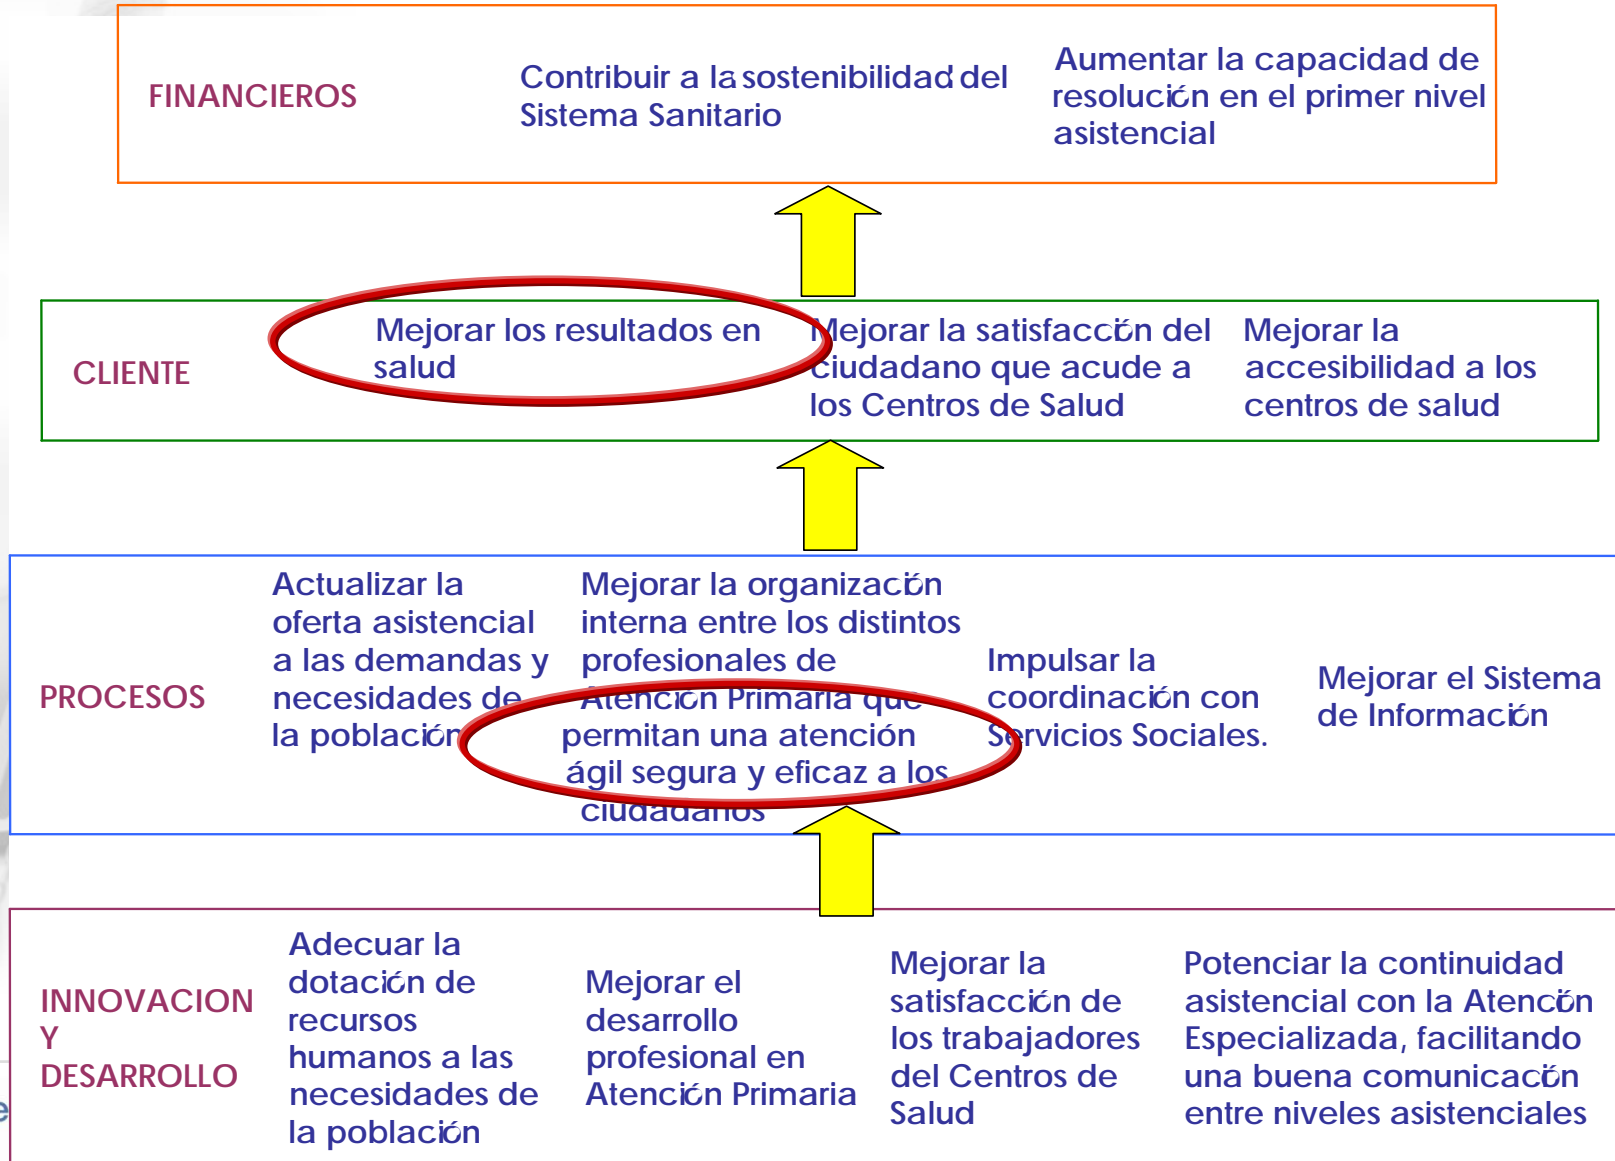 FINANCIEROS
Contribuir a la sostenibilidad del
Sistema Sanitario
Aumentar la capacidad de
resolución en el primer nivel
asistencial
CLIENTE
Mejorar los resultados en
salud
Mejorar la satisfacción del
ciudadano que acude a
los Centros de Salud
Mejorar la
accesibilidad a los
centros de salud
PROCESOS
Actualizar la
oferta asistencial
a las demandas y
necesidades de
la población
Mejorar la organización
interna entre los distintos
profesionales de
Atención Primaria que
permitan una atención
ágil segura y eficaz a los
ciudadanos
Impulsar la
coordinación con
Servicios Sociales.
Mejorar el Sistema
de Información
INNOVACION
Y
DESARROLLO
Adecuar la
dotación de
recursos
humanos a las
necesidades de
la población
Mejorar el
desarrollo
profesional en
Atención Primaria
Mejorar la
satisfacción de
los trabajadores
del Centros de
Salud
Potenciar la continuidad
asistencial con la Atención
Especializada, facilitando
una buena comunicación
entre niveles asistenciales